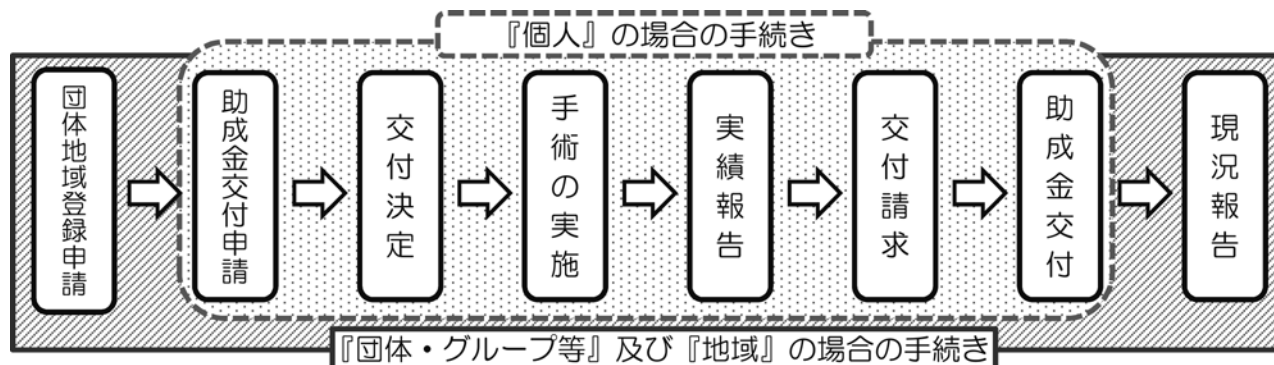 『個人』の場合の手続き
団体地域登録申請
助成金交付申請
交付決定
手術の実施
実績報告
交付請求
助成金交付
現況報告
『団体・グループ等』及び『地域』の場合の手続き